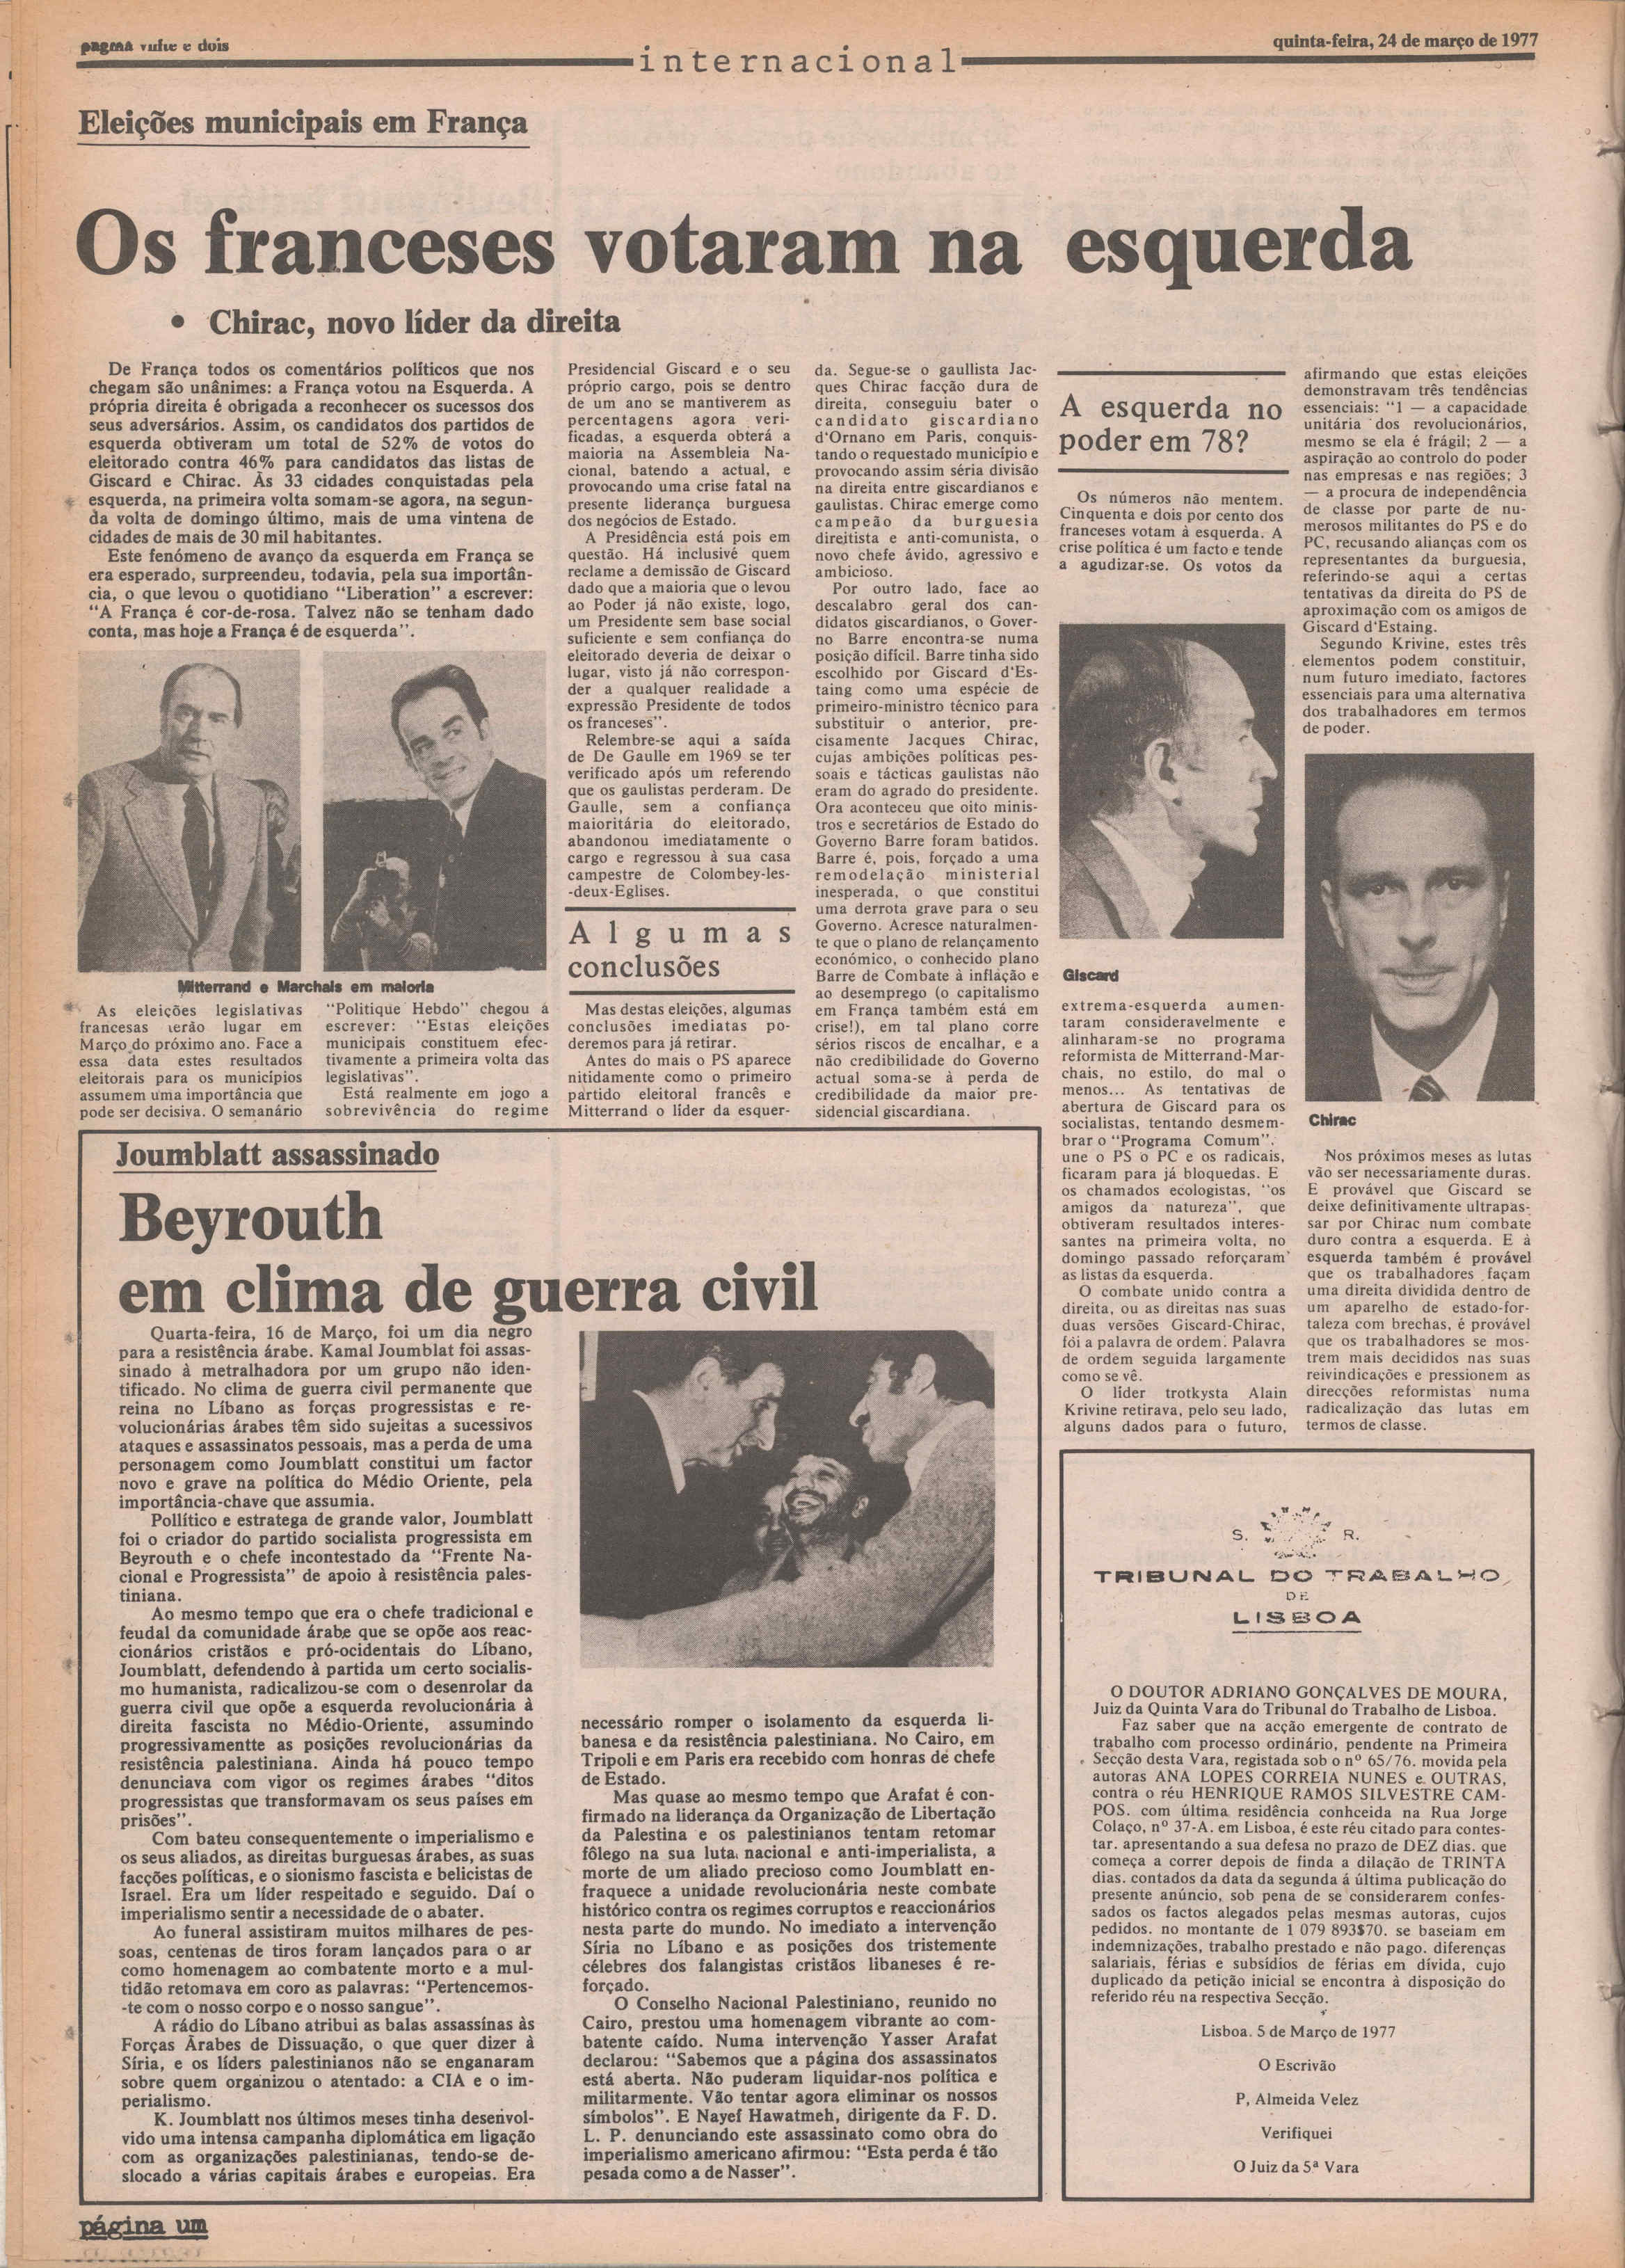 página vinte e dois
internacional
quinta-feira, 24 de março de 1977
Eleições municipais em França
Os franceses votaram na esquerda
• Chirac, novo líder da direita
De França todos os comentários políticos que nos
chegam são unânimes: a França votou na Esquerda. A
própria direita é obrigada a reconhecer os sucessos dos
seus adversários. Assim, os candidatos dos partidos de
esquerda obtiveram um total de 52% de votos do
eleitorado contra 46% para candidatos das listas de
Giscard e Chirac. Às 33 cidades conquistadas pela
esquerda, na primeira volta somam-se agora, na segun-
da volta de domingo último, mais de uma vintena de
cidades de mais de 30 mil habitantes.
Este fenómeno de avanço da esquerda em França se
era esperado, surpreendeu, todavia, pela sua importân-
cia, o que levou o quotidiano "Liberation" a escrever:
"A França é cor-de-rosa. Talvez não se tenham dado
conta, mas hoje a França é de esquerda".
Mitterrand e Marchais em maioria
As eleições legislativas
francesas terão lugar em
Março do próximo ano. Face a
essa data estes resultados
eleitorais para os municípios
assumem uma importância que
pode ser decisiva. O semanário
"Politique Hebdo" chegou á
escrever: "Estas eleições
municipais constituem efec-
tivamente a primeira volta das
legislativas".
Está realmente em jogo a
sobrevivência do regime
Presidencial Giscard e o seu
próprio cargo, pois se dentro
de um ano se mantiverem as
percentagens agora veri-
ficadas, a esquerda obterá a
maioria na Assembleia Na-
cional, batendo a actual, e
provocando uma crise fatal na
presente liderança burguesa
dos negócios de Estado.
A Presidência está pois em
questão. Há inclusivé quem
reclame a demissão de Giscard
dado que a maioria que o levou
ao Poder já não existe, logo,
um Presidente sem base social
suficiente e sem confiança do
eleitorado deveria de deixar o
lugar, visto já não correspon-
der a qualquer realidade a
expressão Presidente de todos
os franceses".
Relembre-se aqui a saída
de De Gaulle em 1969 se ter
verificado após um referendo
que os gaulistas perderam. De
Gaulle, sem a confiança
maioritária do eleitorado,
abandonou imediatamente o
cargo e regressou à sua casa
campestre de Colombey-les-
-deux-Eglises.
Algumas
conclusões
Mas destas eleições, algumas
conclusões imediatas po-
deremos para já retirar.
Antes do mais o PS aparece
nitidamente como o primeiro
partido eleitoral francês e
Mitterrand o líder da esquer-
da. Segue-se o gaullista Jac-
ques Chirac facção dura de
direita, conseguiu bater o
candidato giscardiano
d'Ornano em Paris, conquis-
tando o requestado município e
provocando assim séria divisão
na direita entre giscardianos e
gaulistas. Chirac emerge como
campeão da burguesia
direitista e anti-comunista, o
novo chefe ávido, agressivo e
ambicioso.
Por outro lado, face ao
descalabro geral dos can-
didatos giscardianos, o Gover-
no Barre encontra-se numa
posição difícil. Barre tinha sido
escolhido por Giscard d'Es-
taing como uma espécie de
primeiro-ministro técnico para
substituir o anterior, pre-
cisamente Jacques Chirac,
cujas ambições políticas pes-
soais e tácticas gaulistas não
eram do agrado do presidente.
Ora aconteceu que oito minis-
tros e secretários de Estado do
Governo Barre foram batidos.
Barre é, pois, forçado a uma
remodelação ministerial
inesperada, o que constitui
uma derrota grave para o seu
Governo. Acresce naturalmen-
te que o plano de relançamento
económico, o conhecido plano
Barre de Combate à inflação e
ao desemprego (o capitalismo
em França também está em
crise!), em tal plano corre
sérios riscos de encalhar, e a
não credibilidade do Governo
actual soma-se à perda de
credibilidade da maior pre-
sidencial giscardiana.
A esquerda no
poder em 78?
Os números não mentem.
Cinquenta e dois por cento dos
franceses votam à esquerda. A
crise política é um facto e tende
a agudizar-se. Os votos da
Giscard
extrema-esquerda aumen-
taram consideravelmente e
alinharam-se no programa
reformista de Mitterrand-Mar-
chais, no estilo, do mal o
menos... As tentativas de
abertura de Giscard para os
socialistas, tentando desmem-
brar o "Programa Comum".
une o PS o PC e os radicais,
ficaram para já bloquedas. E
os chamados ecologistas, "os
amigos da natureza", que
obtiveram resultados interes-
santes na primeira volta, no
domingo passado reforçaram
as listas da esquerda.
O combate unido contra a
direita, ou as direitas nas suas
duas versões Giscard-Chirac,
foi a palavra de ordem. Palavra
de ordem seguida largamente
como se vê.
O líder trotkysta Alain
Krivine retirava, pelo seu lado,
alguns dados para o futuro,
afirmando que estas eleições
demonstravam três tendências
essenciais: "1 — a capacidade
unitária dos revolucionários,
mesmo se ela é frágil; 2 — a
aspiração ao controlo do poder
nas empresas e nas regiões; 3
— a procura de independência
de classe por parte de nu-
merosos militantes do PS e do
PC, recusando alianças com os
representantes da burguesia,
referindo-se aqui a certas
tentativas da direita do PS de
aproximação com os amigos de
Giscard d'Estaing.
Segundo Krivine, estes três
elementos podem constituir,
num futuro imediato, factores
essenciais para uma alternativa
dos trabalhadores em termos
de poder.
Chirac
Nos próximos meses as lutas
vão ser necessariamente duras.
E provável que Giscard se
deixe definitivamente ultrapas-
sar por Chirac num combate
duro contra a esquerda. E à
esquerda também é provável
que os trabalhadores façam
uma direita dividida dentro de
um aparelho de estado-for-
taleza com brechas, é provável
que os trabalhadores se mos-
trem mais decididos nas suas
reivindicações e pressionem as
direcções reformistas numa
radicalização das lutas em
termos de classe.
Joumblatt assassinado
Beyrouth
em clima de guerra civil
Quarta-feira, 16 de Março, foi um dia negro
para a resistência árabe. Kamal Joumblat foi assas-
sinado à metralhadora por um grupo não iden-
tificado. No clima de guerra civil permanente que
reina no Líbano as forças progressistas e re-
volucionárias árabes têm sido sujeitas a sucessivos
ataques e assassinatos pessoais, mas a perda de uma
personagem como Joumblatt constitui um factor
novo e grave na política do Médio Oriente, pela
importância-chave que assumia.
Pollítico e estratega de grande valor, Joumblatt
foi o criador do partido socialista progressista em
Beyrouth e o chefe incontestado da "Frente Na-
cional e Progressista" de apoio à resistência pales-
tiniana.
Ao mesmo tempo que era o chefe tradicional e
feudal da comunidade árabe que se opõe aos reac-
cionários cristãos e pró-ocidentais do Líbano,
Joumblatt, defendendo à partida um certo socialis-
mo humanista, radicalizou-se com o desenrolar da
guerra civil que opõe a esquerda revolucionária à
direita fascista no Médio-Oriente, assumindo
progressivamentte as posições revolucionárias da
resistência palestiniana. Ainda há pouco tempo
denunciava com vigor os regimes árabes "ditos
progressistas que transformavam os seus países em
prisões".
Com bateu consequentemente o imperialismo e
os seus aliados, as direitas burguesas árabes, as suas
facções políticas, e o sionismo fascista e belicistas de
Israel. Era um líder respeitado e seguido. Daí o
imperialismo sentir a necessidade de o abater.
Ao funeral assistiram muitos milhares de pes-
soas, centenas de tiros foram lançados para o ar
como homenagem ao combatente morto e a mul-
tidão retomava em coro as palavras: "Pertencemos-
-te com o nosso corpo e o nosso sangue".
A rádio do Líbano atribui as balas assassinas às
Forças Árabes de Dissuação, o que quer dizer à
Síria, e os líders palestinianos não se enganaram
sobre quem organizou o atentado: a CIA e o im-
perialismo.
K. Joumblatt nos últimos meses tinha desenvol-
vido uma intensa campanha diplomática em ligação
com as organizações palestinianas, tendo-se de-
slocado a várias capitais árabes e europeias. Era
necessário romper o isolamento da esquerda li-
banesa e da resistência palestiniana. No Cairo, em
Tripoli e em Paris era recebido com honras de chefe
de Estado.
Mas quase ao mesmo tempo que Arafat é con-
firmado na liderança da Organização de Libertação
da Palestina e os palestinianos tentam retomar
fôlego na sua luta nacional e anti-imperialista, a
morte de um aliado precioso como Joumblatt en-
fraquece a unidade revolucionária neste combate
histórico contra os regimes corruptos e reaccionários
nesta parte do mundo. No imediato a intervenção
Síria no Líbano e as posições dos tristemente
célebres dos falangistas cristãos libaneses é re-
forçado.
O Conselho Nacional Palestiniano, reunido no
Cairo, prestou uma homenagem vibrante ao com-
batente caído. Numa intervenção Yasser Arafat
declarou: "Sabemos que a página dos assassinatos
está aberta. Não puderam liquidar-nos política e
militarmente. Vão tentar agora eliminar os nossos
símbolos". E Nayef Hawatmeh, dirigente da F. D.
L. P. denunciando este assassinato como obra do
imperialismo americano afirmou: "Esta perda é tão
pesada como a de Nasser".
S. R.
TRIBUNAL DO TRABALHO
DE
LISBOA
O DOUTOR ADRIANO GONÇALVES DE MOURA,
Juiz da Quinta Vara do Tribunal do Trabalho de Lisboa.
Faz saber que na acção emergente de contrato de
trabalho com processo ordinário, pendente na Primeira
Secção desta Vara, registada sob o nº 65/76. movida pela
autoras ANA LOPES CORREIA NUNES e OUTRAS,
contra o réu HENRIQUE RAMOS SILVESTRE CAM-
POS. com última residência conhceida na Rua Jorge
Colaço, nº 37-A. em Lisboa, é este réu citado para contes-
tar. apresentando a sua defesa no prazo de DEZ dias. que
começa a correr depois de finda a dilação de TRINTA
dias. contados da data da segunda á última publicação do
presente anúncio, sob pena de se considerarem confes-
sados os factos alegados pelas mesmas autoras, cujos
pedidos. no montante de 1 079 893$70. se baseiam em
indemnizações, trabalho prestado e não pago. diferenças
salariais, férias e subsídios de férias em dívida, cujo
duplicado da petição inicial se encontra à disposição do
referido réu na respectiva Secção.
Lisboa. 5 de Março de 1977
O Escrivão
P, Almeida Velez
Verifiquei
O Juiz da 5ª Vara
página um